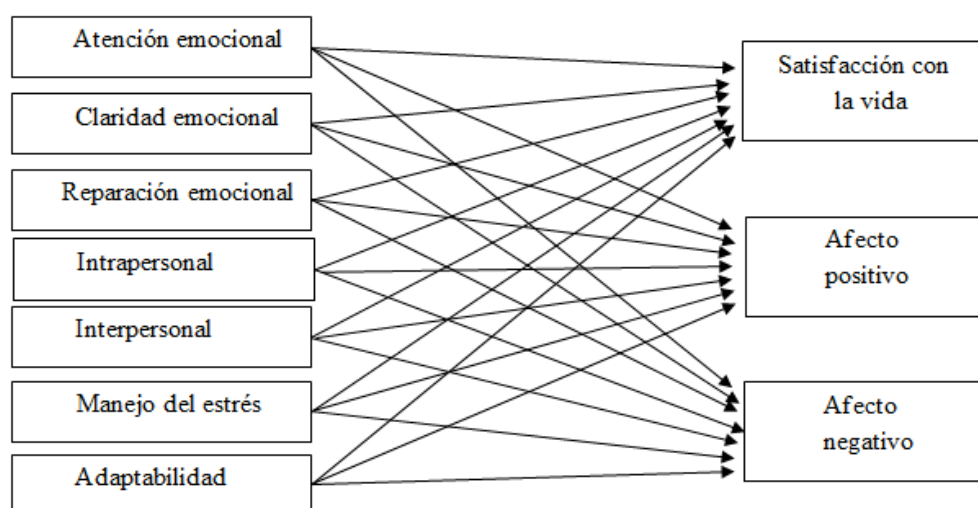 Atención emocional
Claridad emocional
Reparación emocional
Intrapersonal
Interpersonal
Manejo del estrés
Adaptabilidad
Satisfacción con
la vida
Afecto
positivo
Afecto
negativo